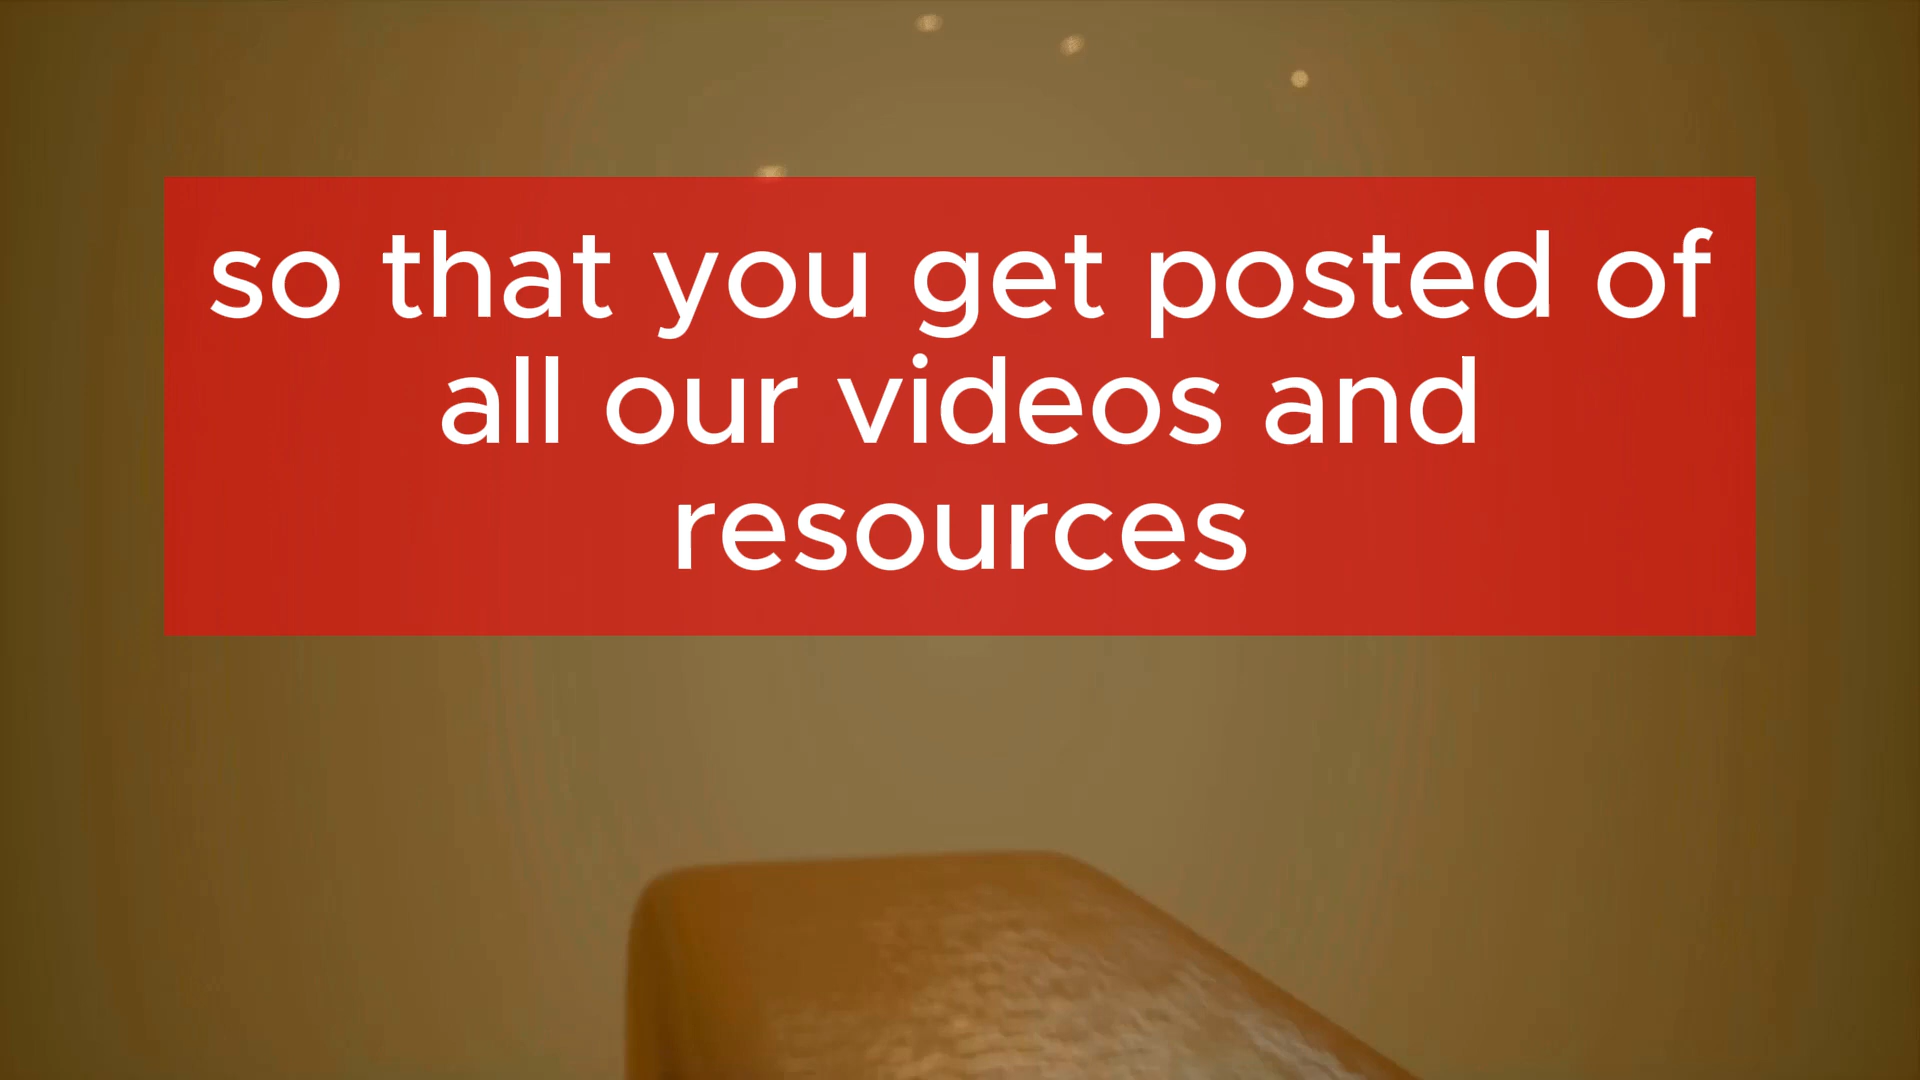 so that you get posted of
all our videos and
resources